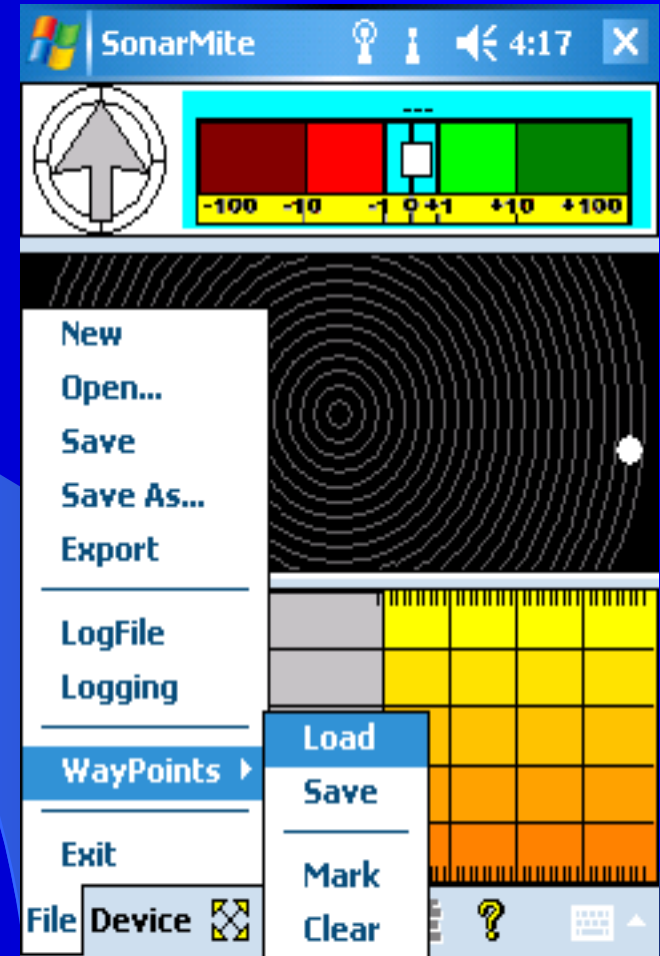 SonarMite 4:17
---
-100 -10 -1 0 +1 +10 +100
New
Open...
Save
Save As...
Export
LogFile
Logging
WayPoints
Load
Save
Mark
Clear
Exit
File Device ?